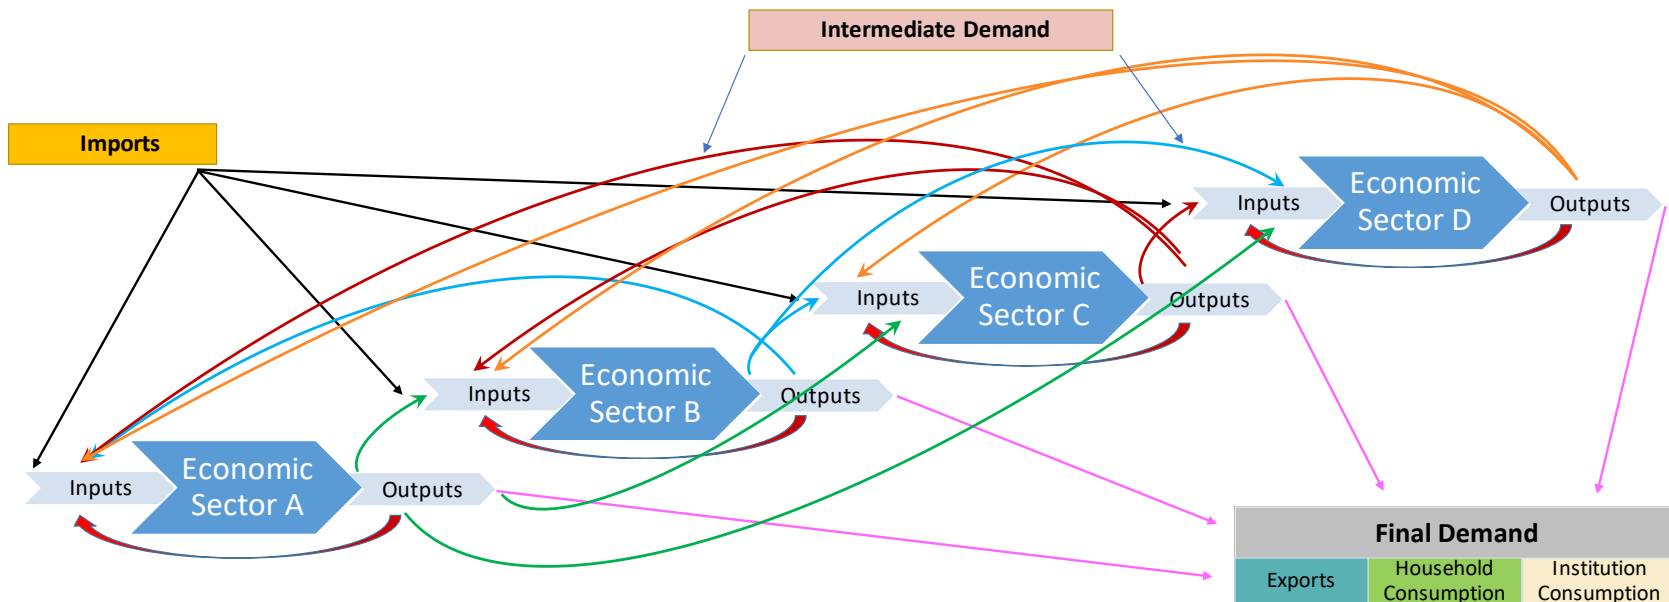 Intermediate Demand
Imports
Inputs
Economic
Sector D
Outputs
Inputs
Economic
Sector C
Outputs
Inputs
Economic
Sector B
Outputs
Inputs
Economic
Sector A
Outputs
Final Demand
Exports
Household
Consumption
Institution
Consumption